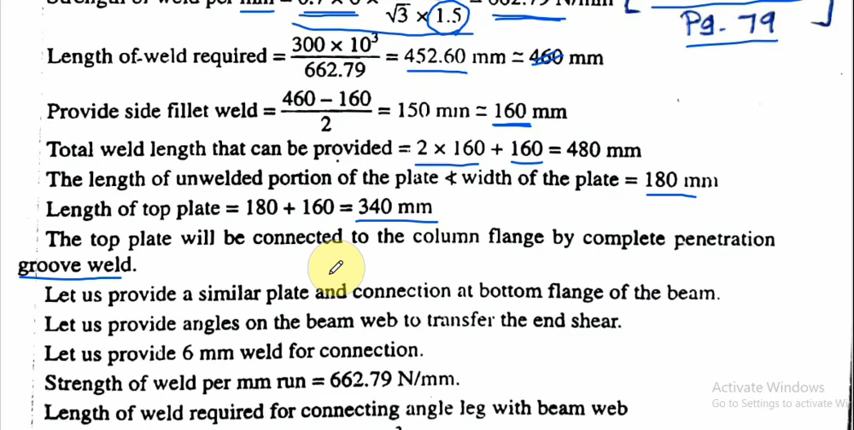 √3 × 1.5
Pg. 79
Length of weld required = 300 × 10³ / 662.79 = 452.60 mm ≃ 460 mm
Provide side fillet weld = 460 – 160 / 2 = 150 mm ≃ 160 mm
Total weld length that can be provided = 2 × 160 + 160 = 480 mm
The length of unwelded portion of the plate ≮ width of the plate = 180 mm
Length of top plate = 180 + 160 = 340 mm
The top plate will be connected to the column flange by complete penetration
groove weld.
Let us provide a similar plate and connection at bottom flange of the beam.
Let us provide angles on the beam web to transfer the end shear.
Let us provide 6 mm weld for connection.
Strength of weld per mm run = 662.79 N/mm.
Activate Windows
Go to Settings to activate Wi
Length of weld required for connecting angle leg with beam web